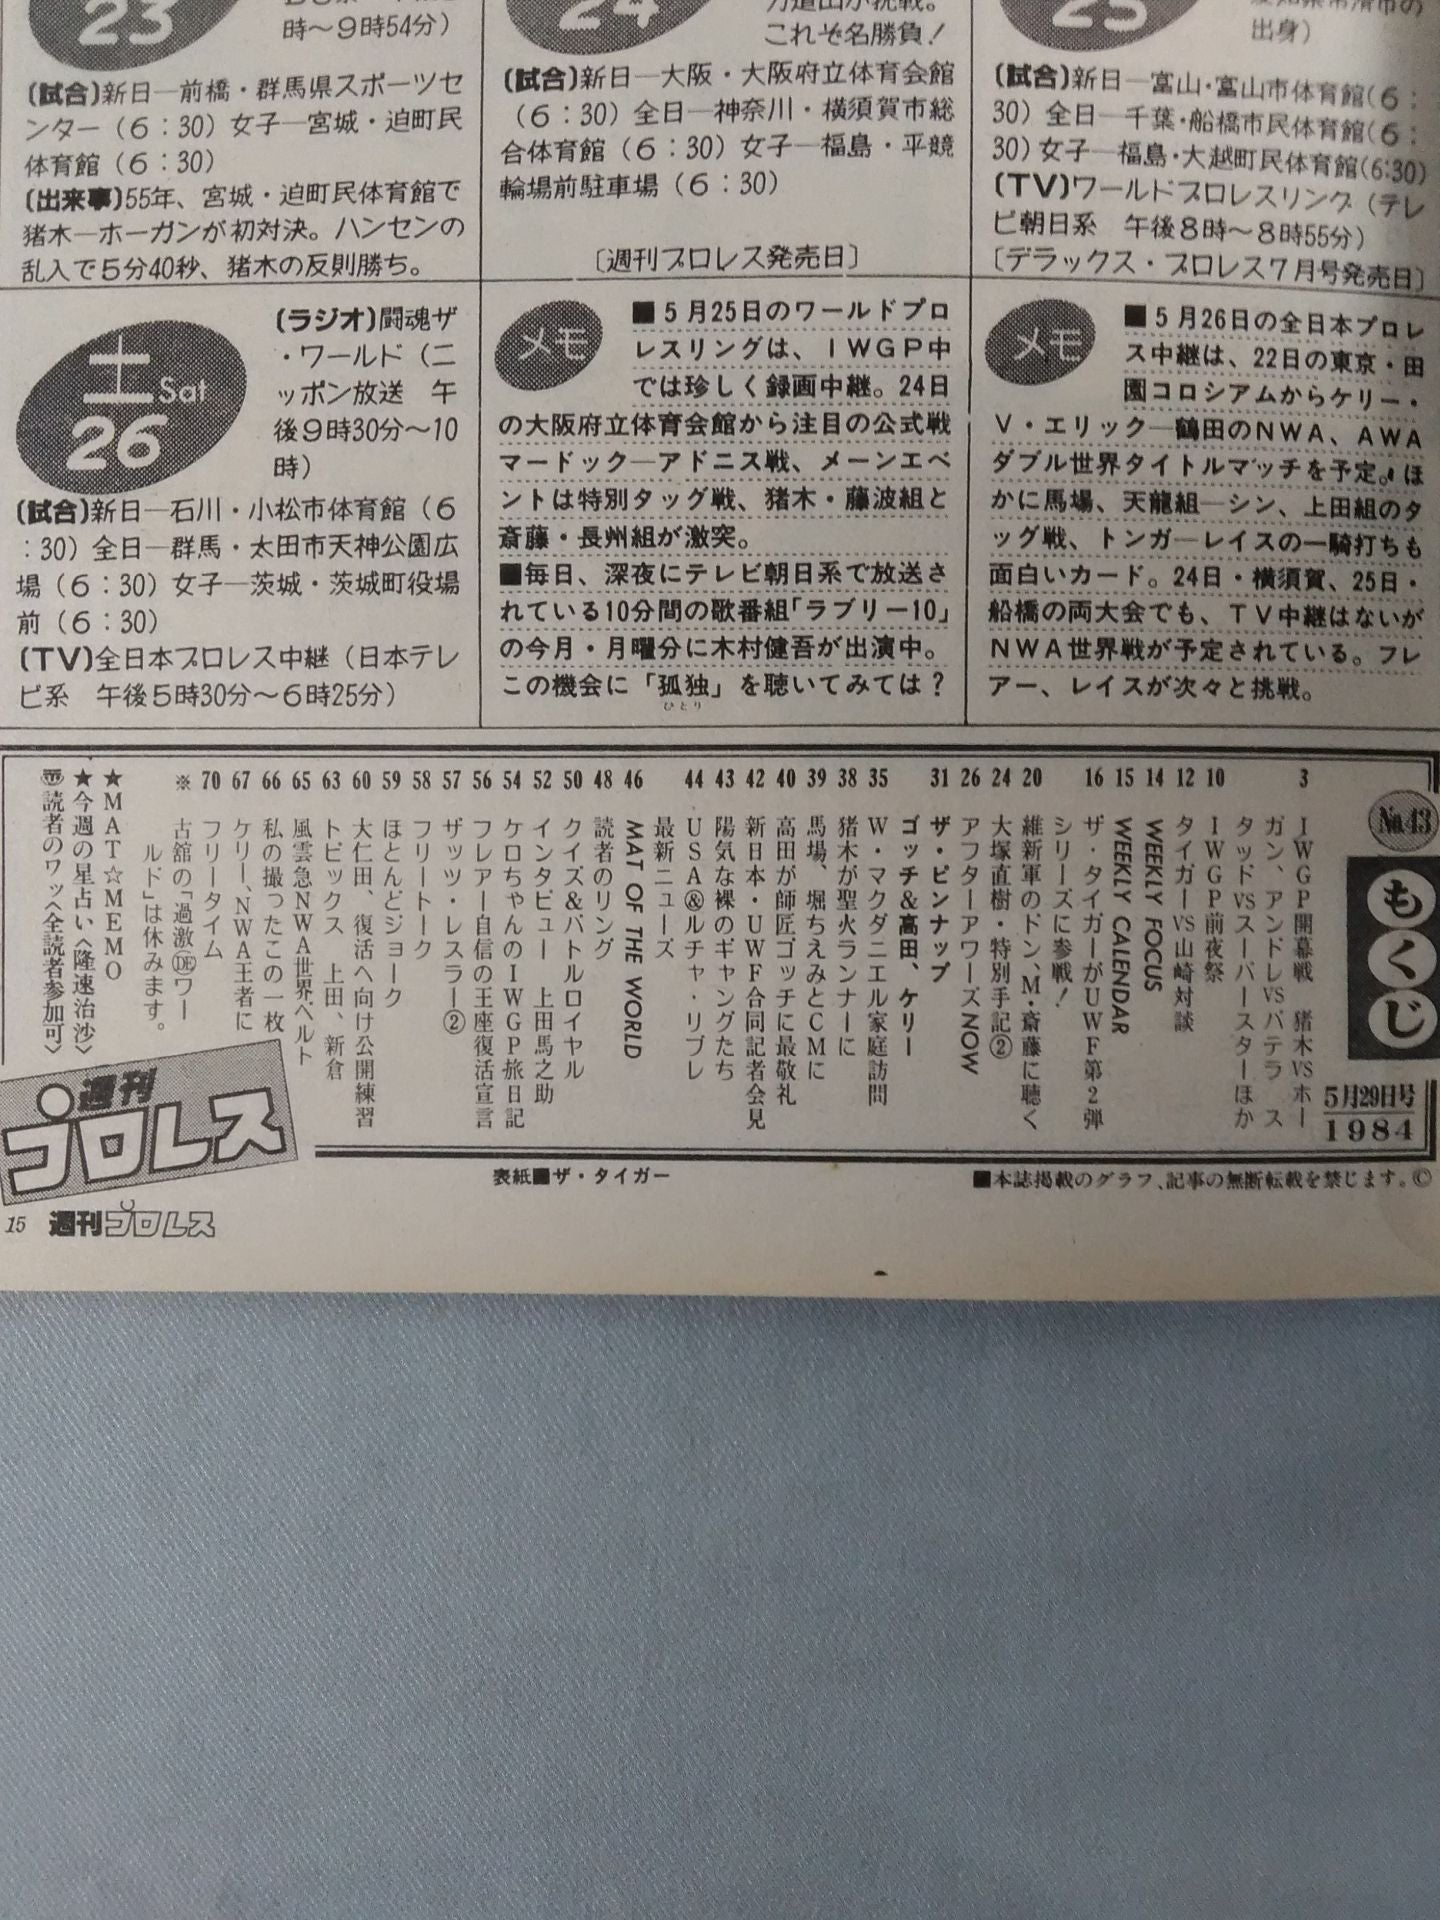 23
時〜9時54分)
(試合)新日―前橋・群馬県スポーツセ
ンター(6:30)女子―宮城・迫町民
体育館(6:30)
(出来事)55年、宮城・迫町民体育館で
猪木―ホーガンが初対決。ハンセンの
乱入で5分40秒、猪木の反則勝ち。
24
力道山が挑戦。
これぞ名勝負!
(試合)新日―大阪・大阪府立体育会館
(6:30)全日―神奈川・横須賀市総
合体育館(6:30)女子―福島・平競
輪場前駐車場(6:30)
〔週刊プロレス発売日〕
25
愛知県常滑市の
出身)
(試合)新日―富山・富山市体育館(6:
30)全日―千葉・船橋市民体育館(6:
30)女子―福島・大越町民体育館(6:30)
(TV)ワールドプロレスリング(テレ
ビ朝日系 午後8時〜8時55分)
〔デラックス・プロレス7月号発売日〕
土 Sat
26
(ラジオ)闘魂ザ
・ワールド(ニ
ッポン放送 午
後9時30分〜10
時)
(試合)新日―石川・小松市体育館(6
:30)全日―群馬・太田市天神公園広
場(6:30)女子―茨城・茨城町役場
前(6:30)
(TV)全日本プロレス中継(日本テレ
ビ系 午後5時30分〜6時25分)
メモ
■5月25日のワールドプロ
レスリングは、IWGP中
では珍しく録画中継。24日
の大阪府立体育会館から注目の公式戦
マードック―アドニス戦、メーンエベ
ントは特別タッグ戦、猪木・藤波組と
斎藤・長州組が激突。
■毎日、深夜にテレビ朝日系で放送さ
れている10分間の歌番組「ラブリー10」
の今月・月曜分に木村健吾が出演中。
この機会に「孤独」を聴いてみては?
ひとり
メモ
■5月26日の全日本プロレ
ス中継は、22日の東京・田
園コロシアムからケリー・
V・エリック―鶴田のNWA、AWA
ダブル世界タイトルマッチを予定。ほ
かに馬場、天龍組―シン、上田組のタ
ッグ戦、トンガ―レイスの一騎打ちも
面白いカード。24日・横須賀、25日・
船橋の両大会でも、TV中継はないが
NWA世界戦が予定されている。フレ
アー、レイスが次々と挑戦。
No.43
もくじ
5月29日号
1984
3 IWGP開幕戦 猪木VSホー
ガン、アンドレVSパテラ ス
タッドVSスーパースターほか
10 IWGP前夜祭
12 タイガーVS山崎対談
14 WEEKLY FOCUS
15 WEEKLY CALENDAR
16 ザ・タイガーがUWF第2弾
シリーズに参戦!
20 維新軍のドン、M・斎藤に聴く
24 大塚直樹・特別手記②
26 アフターアワーズNOW
31 ザ・ピンナップ
ゴッチ&高田、ケリー
35 W・マクダニエル家庭訪問
38 猪木が聖火ランナーに
39 馬場、堀ちえみとCMに
40 高田が師匠ゴッチに最敬礼
42 新日本・UWF合同記者会見
43 陽気な裸のギャングたち
44 USA&ルチャ・リブレ
最新ニューズ
46 MAT OF THE WORLD
48 読者のリング
50 クイズ&バトルロイヤル
52 インタビュー 上田馬之助
54 ケロちゃんのIWGP旅日記
56 フレアー自信の王座復活宣言
57 ザッツ・レスラー②
58 フリートーク
59 ほとんどジョーク
60 大仁田、復活へ向け公開練習
63 トピックス 上田、新倉
65 風雲急NWA世界ベルト
66 私の撮ったこの一枚
67 ケリー、NWA王者に
70 フリータイム
※ 古舘の「過激(DE)ワー
ルド」は休みます。
★MAT☆MEMO
★今週の星占い〈隆速治沙〉
読者のワッ〈全読者参加可〉
週刊プロレス
表紙■ザ・タイガー
■本誌掲載のグラフ、記事の無断転載を禁じます。©
15 週刊プロレス